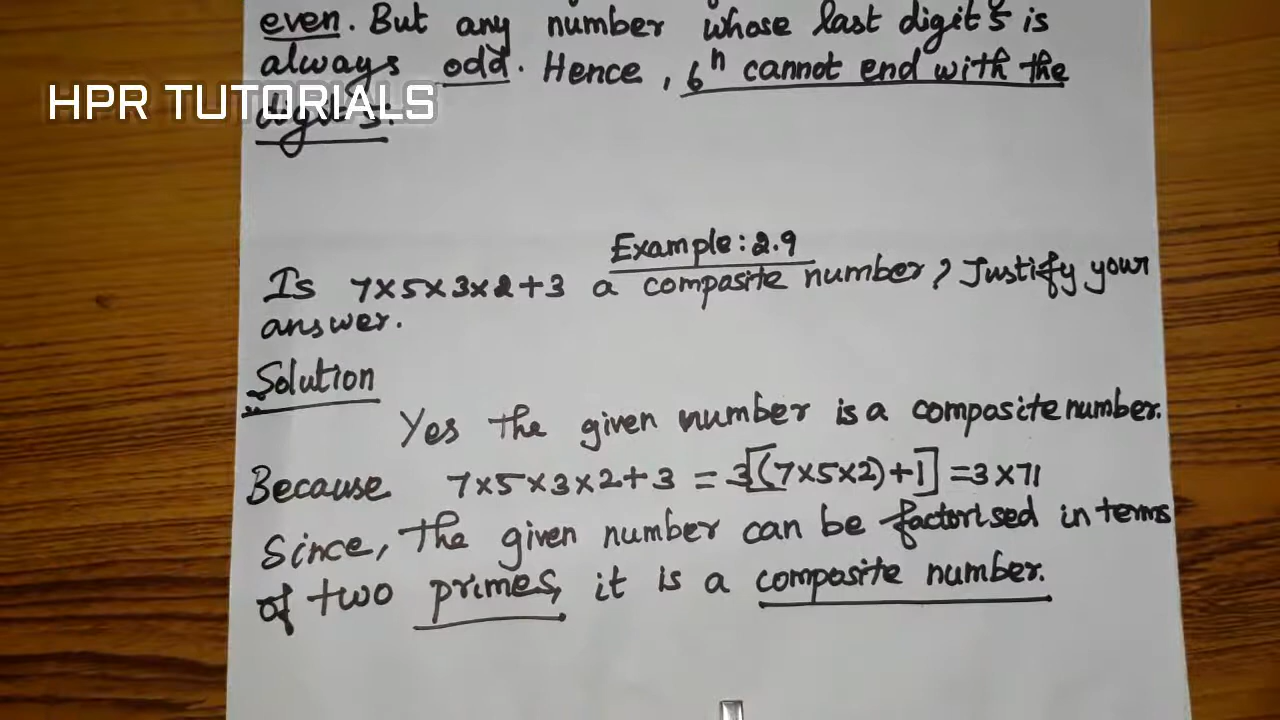 even. But any number whose last digit 5 is
always odd. Hence, 6ⁿ cannot end with the
HPR TUTORIALS
digit 5.
Example: 2.9
Is 7×5×3×2+3 a composite number? Justify your
answer.
Solution
Yes the given number is a composite number.
Because 7×5×3×2+3 = 3[(7×5×2)+1] = 3×71
Since, the given number can be factorised in terms
of two primes, it is a composite number.